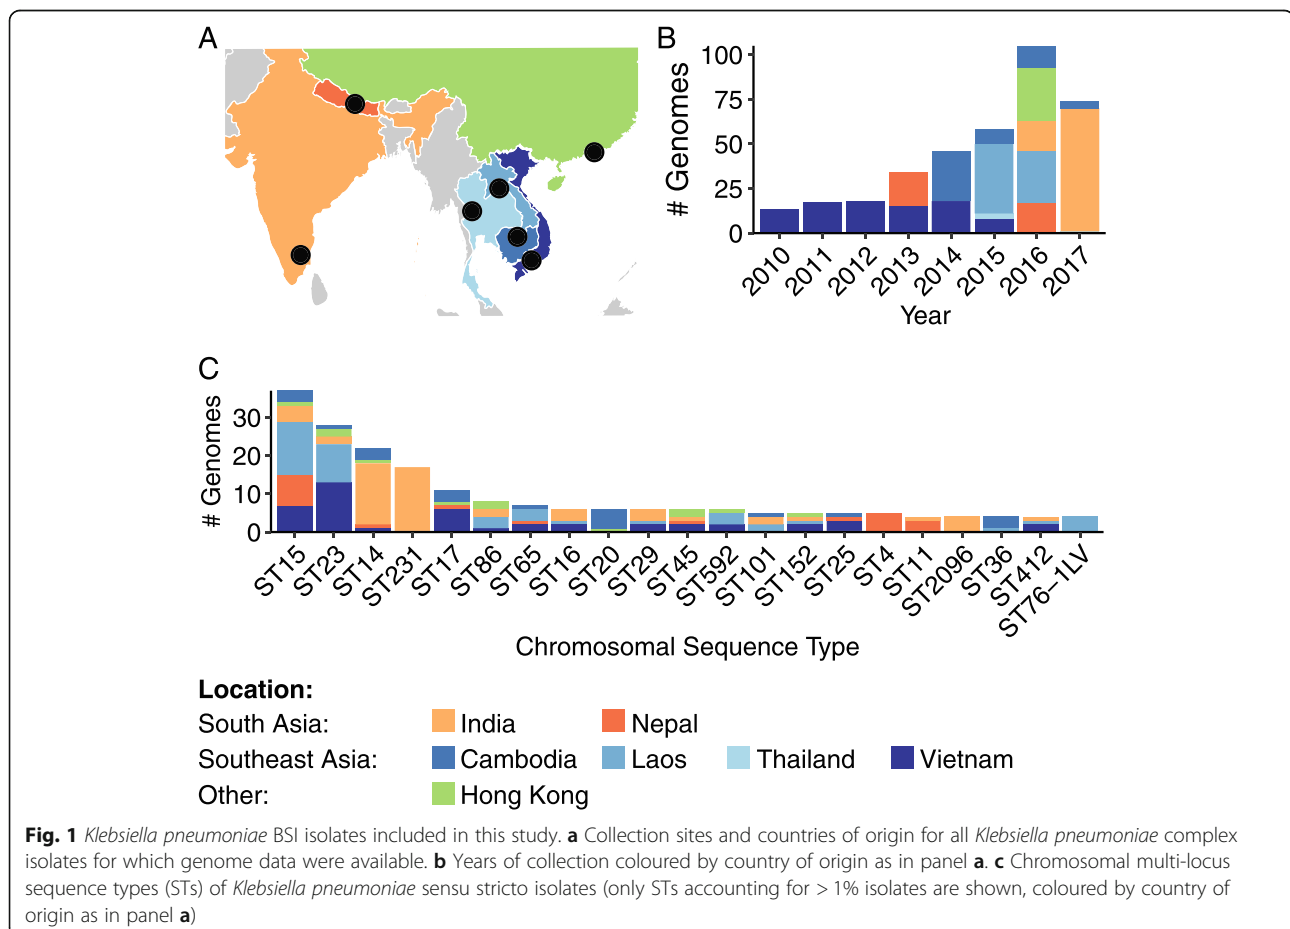 A
B
# Genomes
100
75
50
25
0
2010
2011
2012
2013
2014
2015
2016
2017
Year
C
# Genomes
30
20
10
0
ST15
ST23
ST14
ST231
ST17
ST86
ST65
ST16
ST20
ST29
ST45
ST592
ST101
ST152
ST25
ST4
ST11
ST2096
ST36
ST412
ST76−1LV
Chromosomal Sequence Type
Location:
South Asia: India Nepal
Southeast Asia: Cambodia Laos Thailand Vietnam
Other: Hong Kong
Fig. 1 Klebsiella pneumoniae BSI isolates included in this study. a Collection sites and countries of origin for all Klebsiella pneumoniae complex
isolates for which genome data were available. b Years of collection coloured by country of origin as in panel a. c Chromosomal multi-locus
sequence types (STs) of Klebsiella pneumoniae sensu stricto isolates (only STs accounting for > 1% isolates are shown, coloured by country of
origin as in panel a)